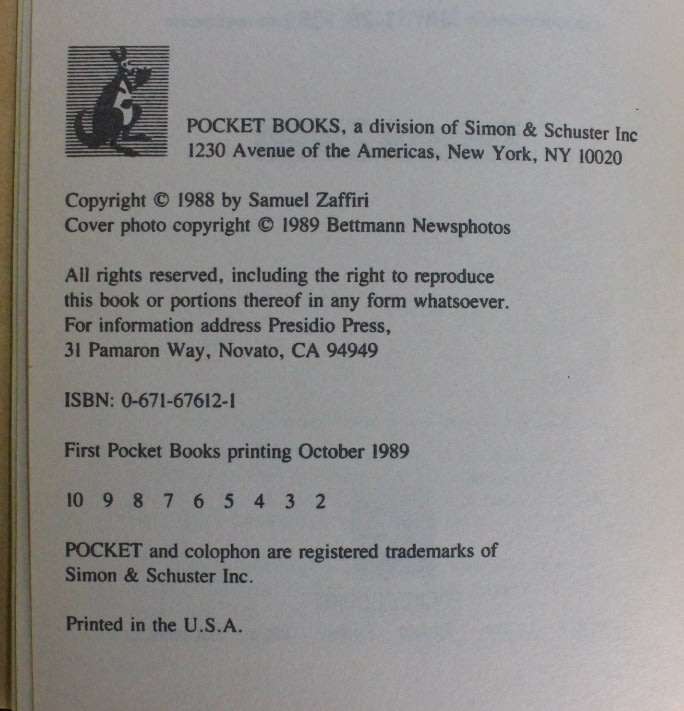 POCKET BOOKS, a division of Simon & Schuster Inc
1230 Avenue of the Americas, New York, NY 10020
Copyright © 1988 by Samuel Zaffiri
Cover photo copyright © 1989 Bettmann Newsphotos
All rights reserved, including the right to reproduce
this book or portions thereof in any form whatsoever.
For information address Presidio Press,
31 Pamaron Way, Novato, CA 94949
ISBN: 0-671-67612-1
First Pocket Books printing October 1989
10 9 8 7 6 5 4 3 2
POCKET and colophon are registered trademarks of
Simon & Schuster Inc.
Printed in the U.S.A.